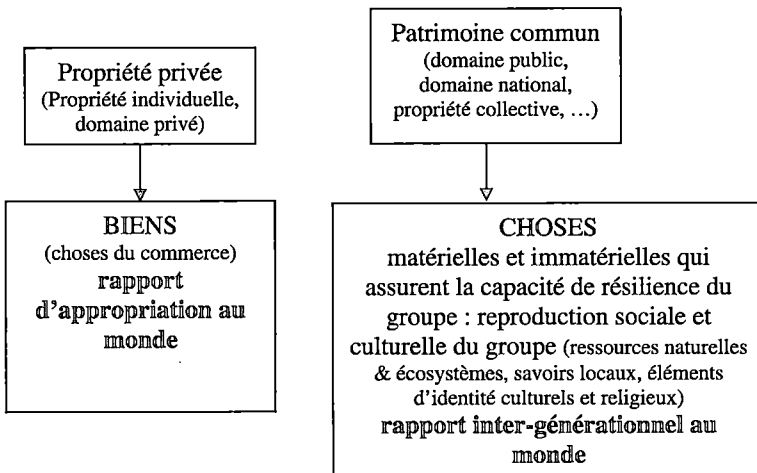 Propriété privée
(Propriété individuelle,
domaine privé)
Patrimoine commun
(domaine public,
domaine national,
propriété collective, …)
BIENS
(choses du commerce)
rapport
d'appropriation au
monde
CHOSES
matérielles et immatérielles qui
assurent la capacité de résilience du
groupe : reproduction sociale et
culturelle du groupe (ressources naturelles
& écosystèmes, savoirs locaux, éléments
d'identité culturels et religieux)
rapport inter-générationnel au
monde